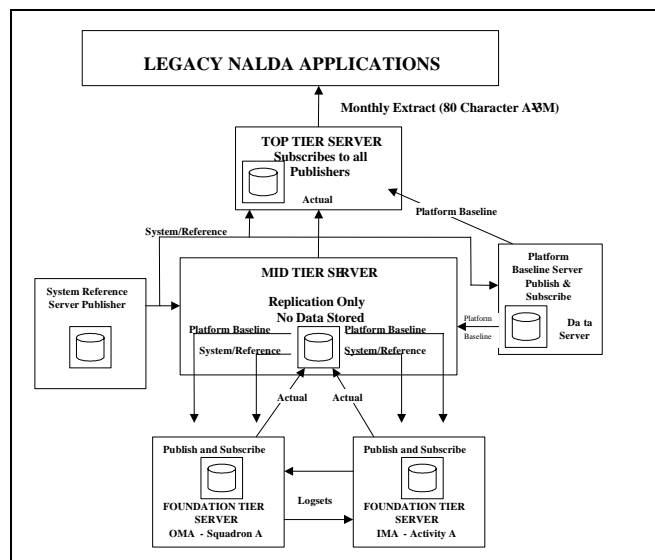 LEGACY NALDA APPLICATIONS
Monthly Extract (80 Character AV-3M)
TOP TIER SERVER
Subscribes to all
Publishers
Actual
Platform Baseline
System/Reference
System Reference
Server Publisher
MID TIER SERVER
Replication Only
No Data Stored
Platform Baseline
Platform Baseline
System/Reference
System/Reference
Platform
Baseline Server
Publish &
Subscribe
Da ta
Server
Platform
Baseline
Actual
Actual
Publish and Subscribe
FOUNDATION TIER
SERVER
OMA - Squadron A
Logsets
Publish and Subscribe
FOUNDATION TIER
SERVER
IMA - Activity A